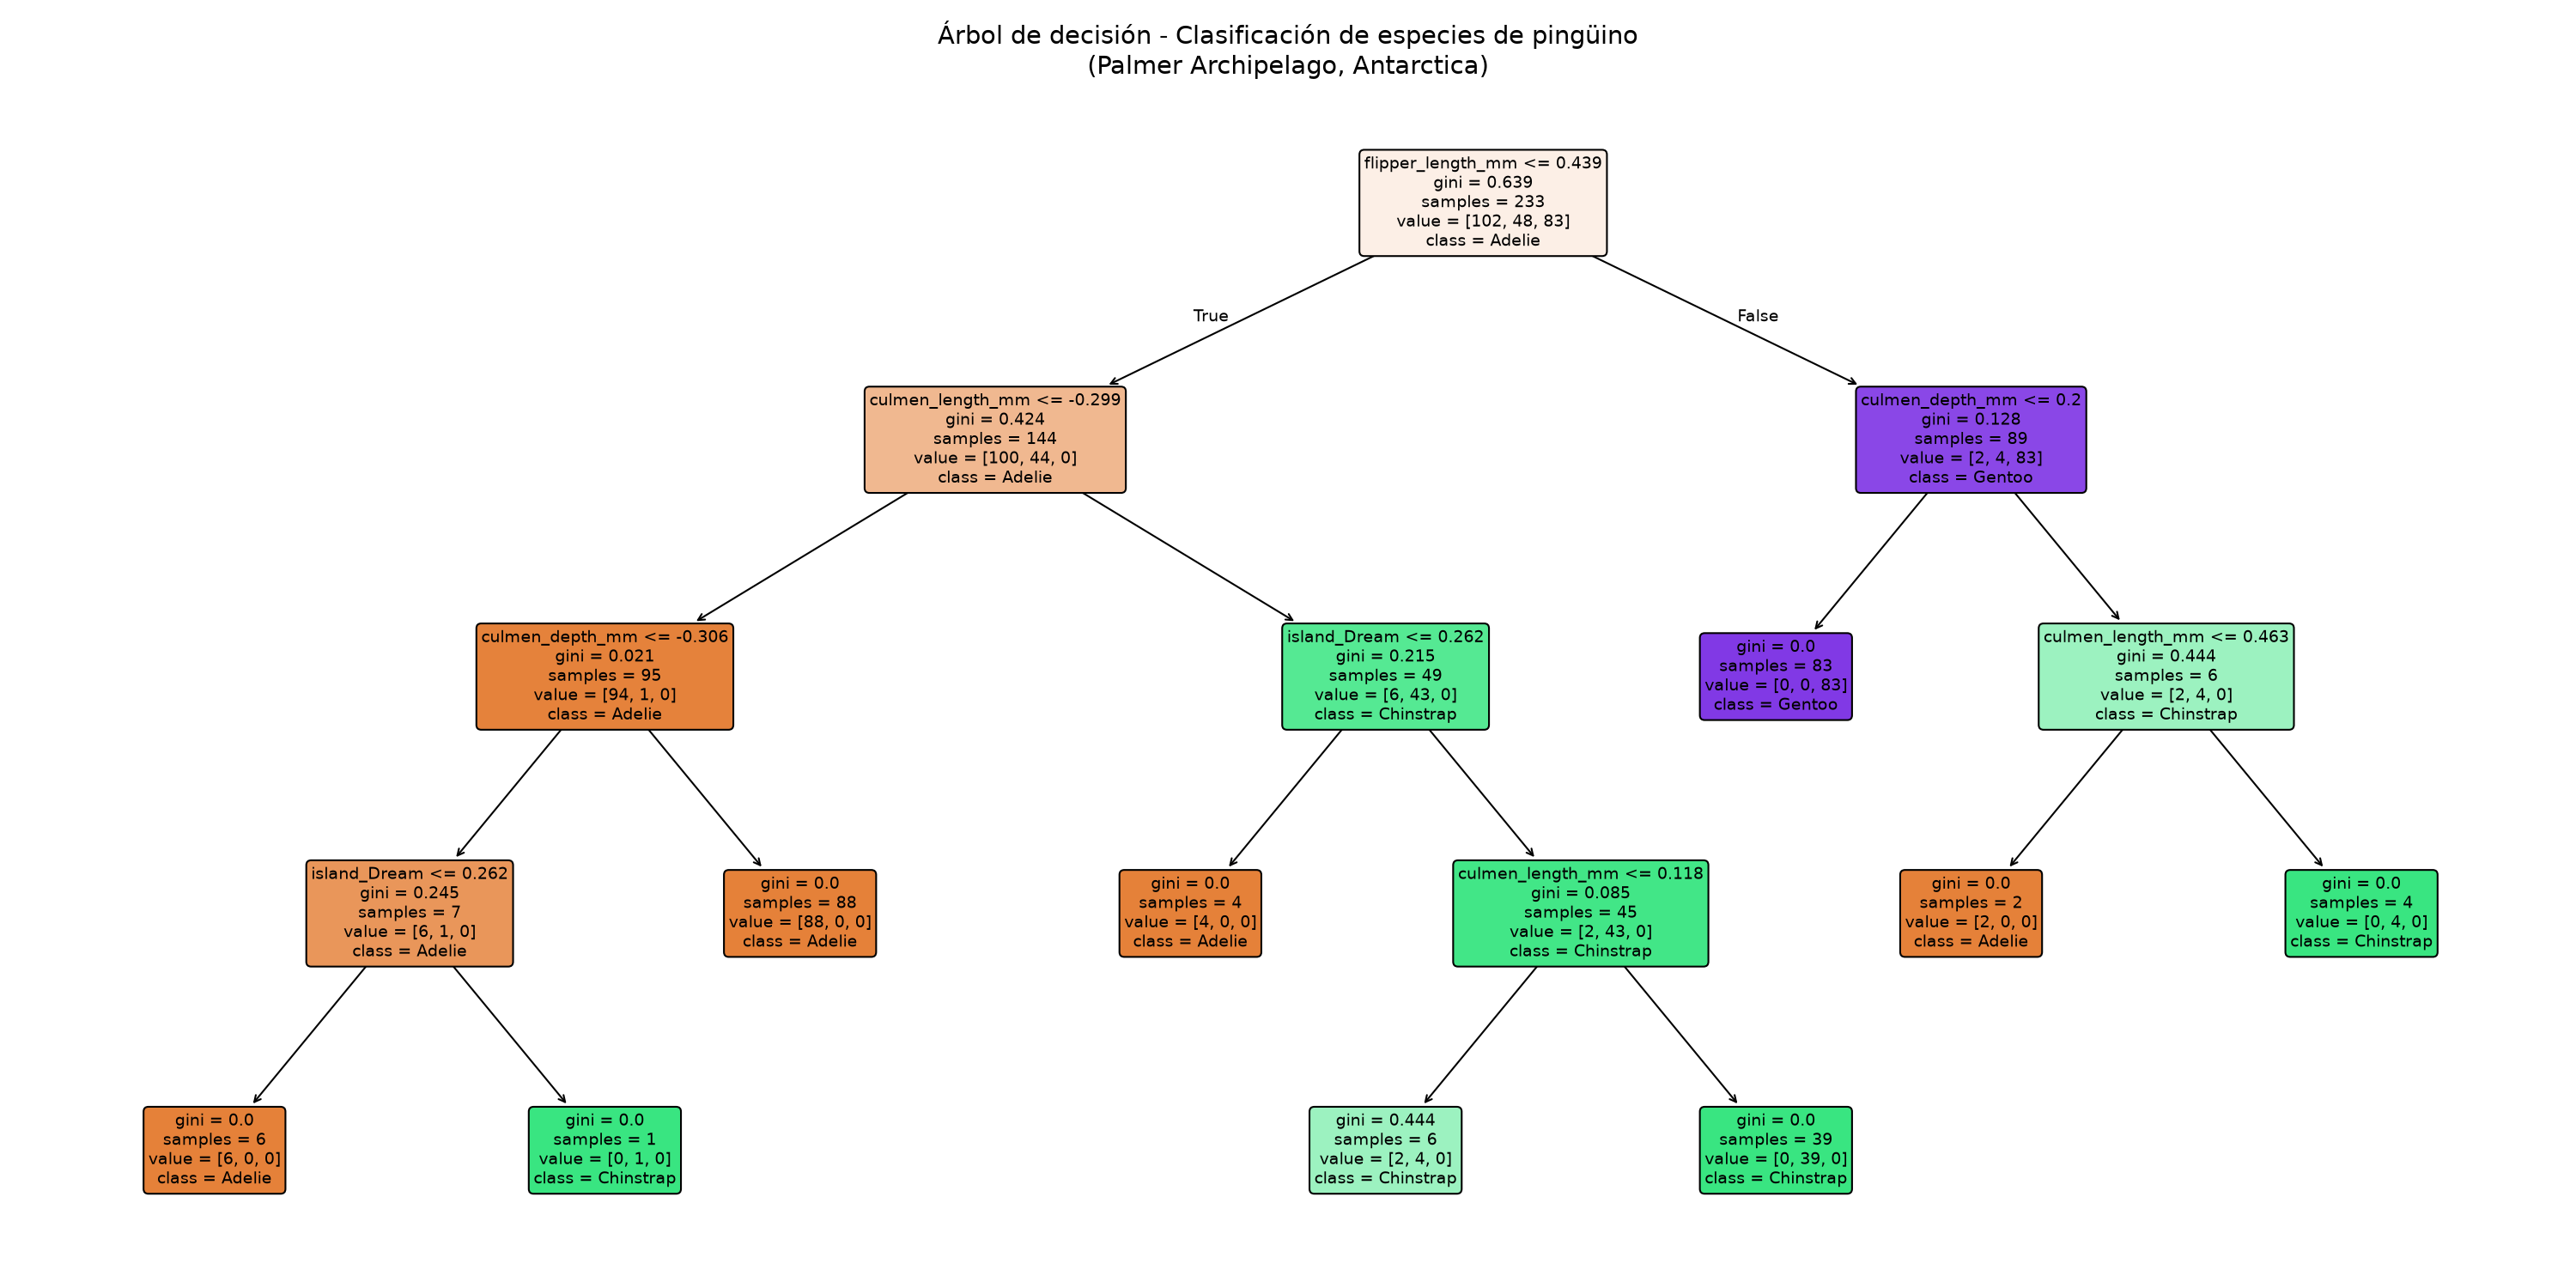 Árbol de decisión - Clasificación de especies de pingüino
(Palmer Archipelago, Antarctica)
flipper_length_mm <= 0.439
gini = 0.639
samples = 233
value = [102, 48, 83]
class = Adelie
True
False
culmen_length_mm <= -0.299
gini = 0.424
samples = 144
value = [100, 44, 0]
class = Adelie
culmen_depth_mm <= 0.2
gini = 0.128
samples = 89
value = [2, 4, 83]
class = Gentoo
culmen_depth_mm <= -0.306
gini = 0.021
samples = 95
value = [94, 1, 0]
class = Adelie
island_Dream <= 0.262
gini = 0.215
samples = 49
value = [6, 43, 0]
class = Chinstrap
gini = 0.0
samples = 83
value = [0, 0, 83]
class = Gentoo
culmen_length_mm <= 0.463
gini = 0.444
samples = 6
value = [2, 4, 0]
class = Chinstrap
island_Dream <= 0.262
gini = 0.245
samples = 7
value = [6, 1, 0]
class = Adelie
gini = 0.0
samples = 88
value = [88, 0, 0]
class = Adelie
gini = 0.0
samples = 4
value = [4, 0, 0]
class = Adelie
culmen_length_mm <= 0.118
gini = 0.085
samples = 45
value = [2, 43, 0]
class = Chinstrap
gini = 0.0
samples = 2
value = [2, 0, 0]
class = Adelie
gini = 0.0
samples = 4
value = [0, 4, 0]
class = Chinstrap
gini = 0.0
samples = 6
value = [6, 0, 0]
class = Adelie
gini = 0.0
samples = 1
value = [0, 1, 0]
class = Chinstrap
gini = 0.444
samples = 6
value = [2, 4, 0]
class = Chinstrap
gini = 0.0
samples = 39
value = [0, 39, 0]
class = Chinstrap